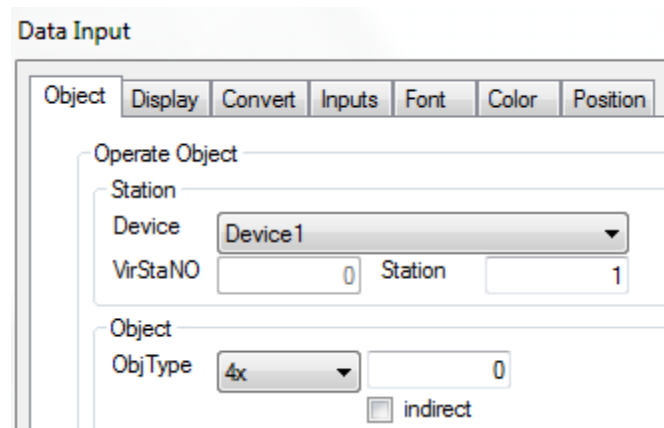 Data Input
Object Display Convert Inputs Font Color Position
Operate Object
Station
Device Device1
VirStaNO 0 Station 1
Object
ObjType 4x 0
indirect